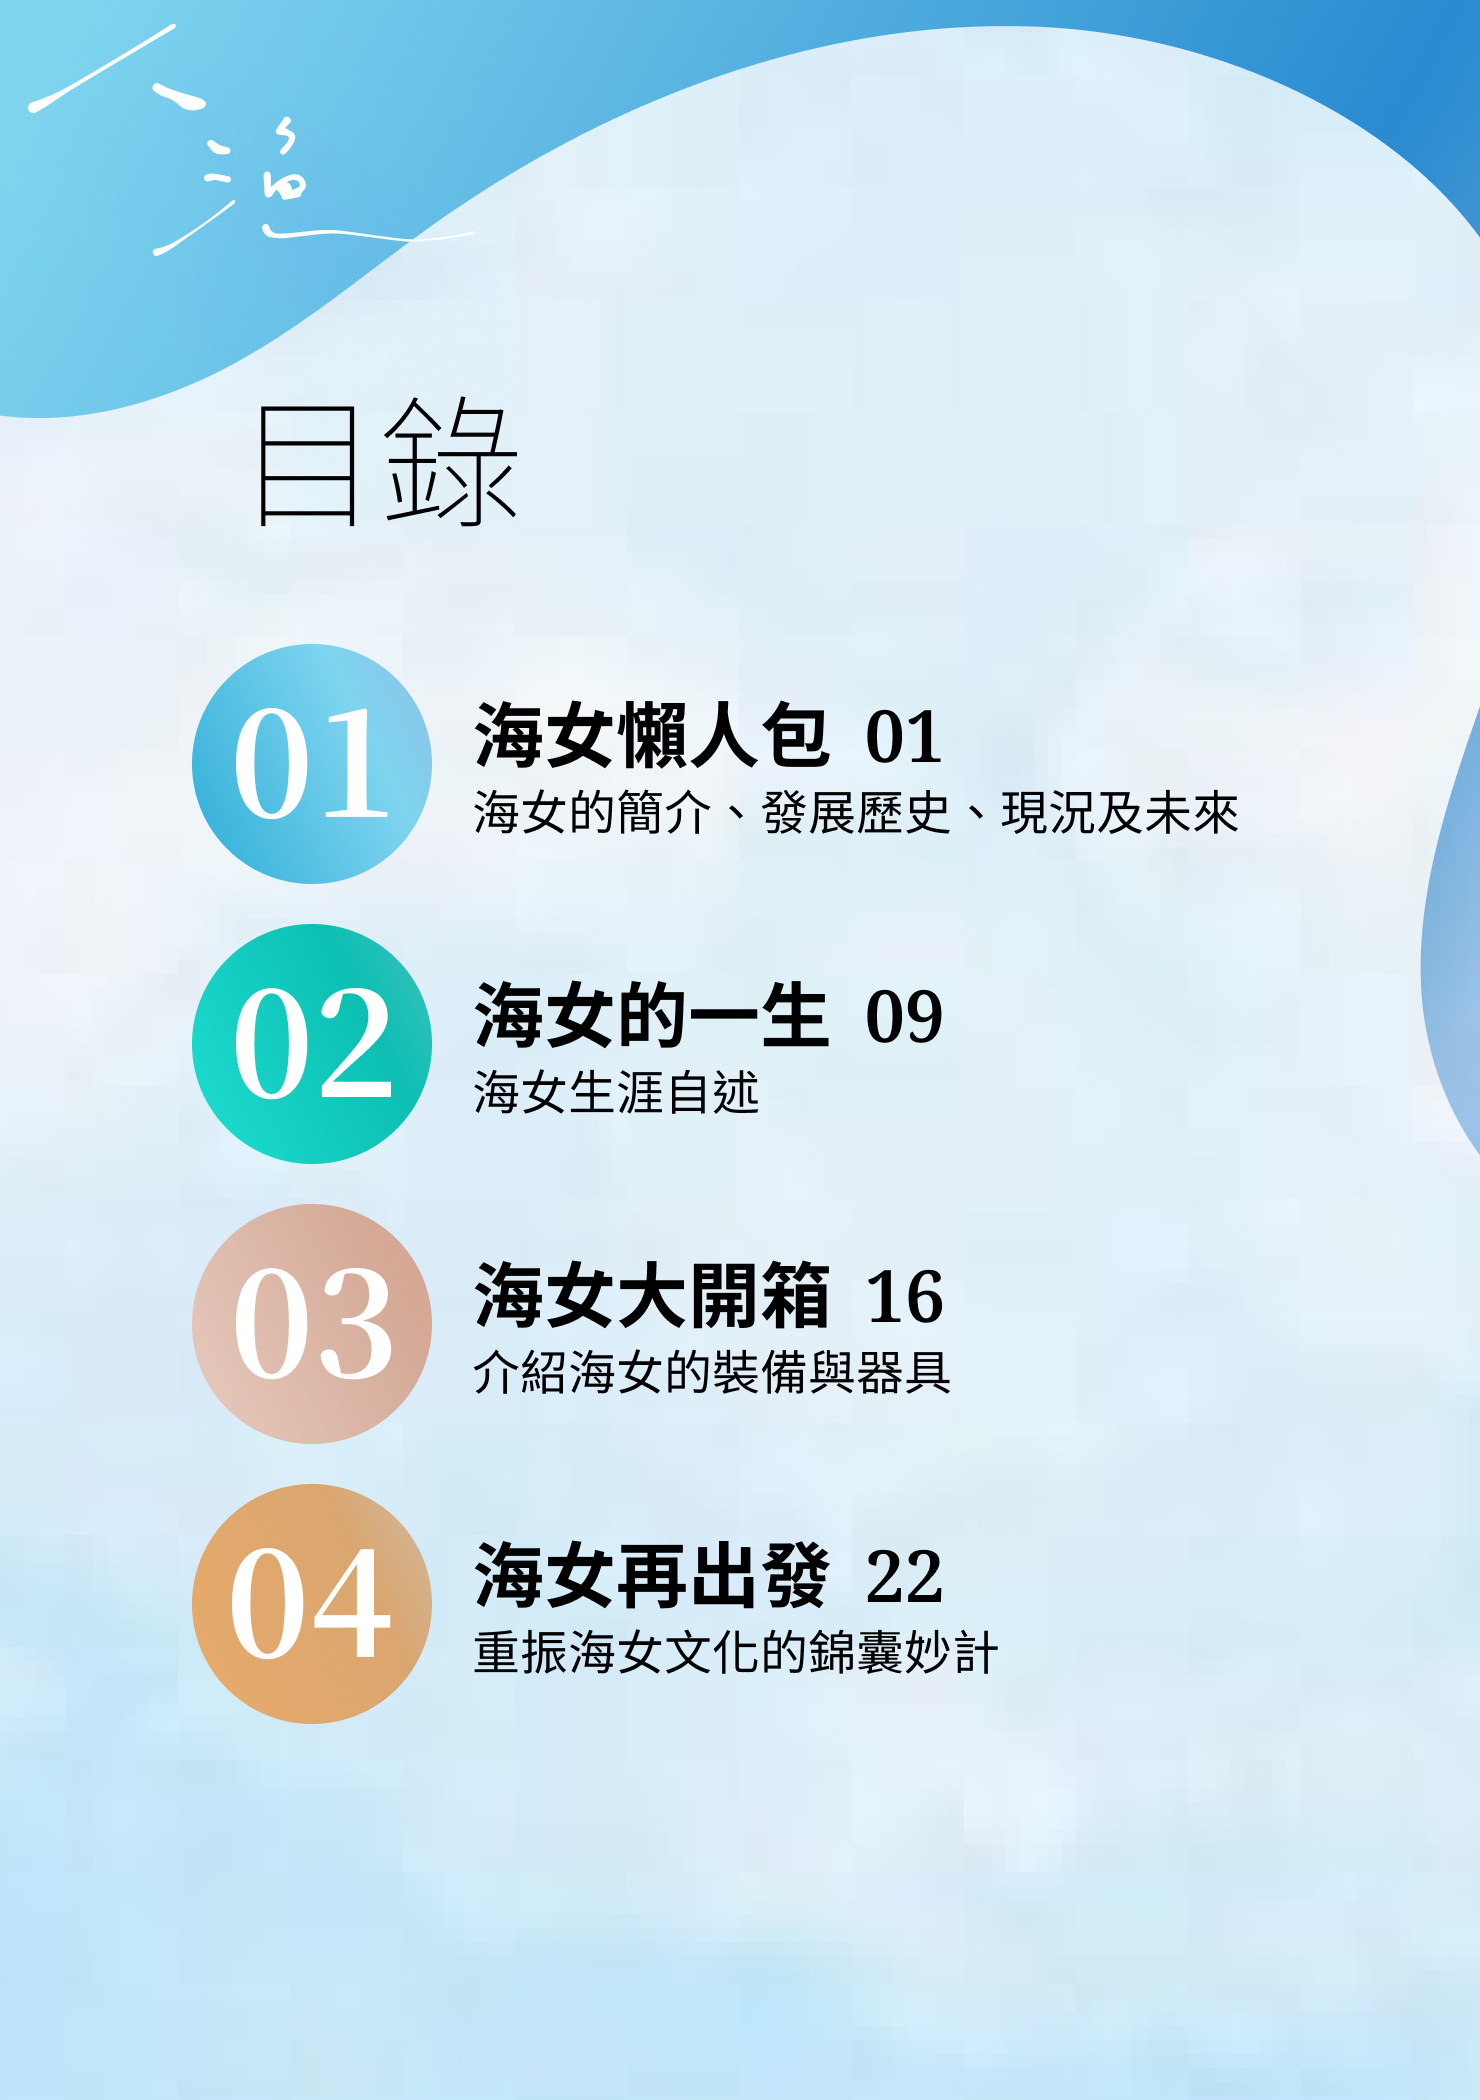 目錄
01
海女懶人包 01
海女的簡介、發展歷史、現況及未來
02
海女的一生 09
海女生涯自述
03
海女大開箱 16
介紹海女的裝備與器具
04
海女再出發 22
重振海女文化的錦囊妙計